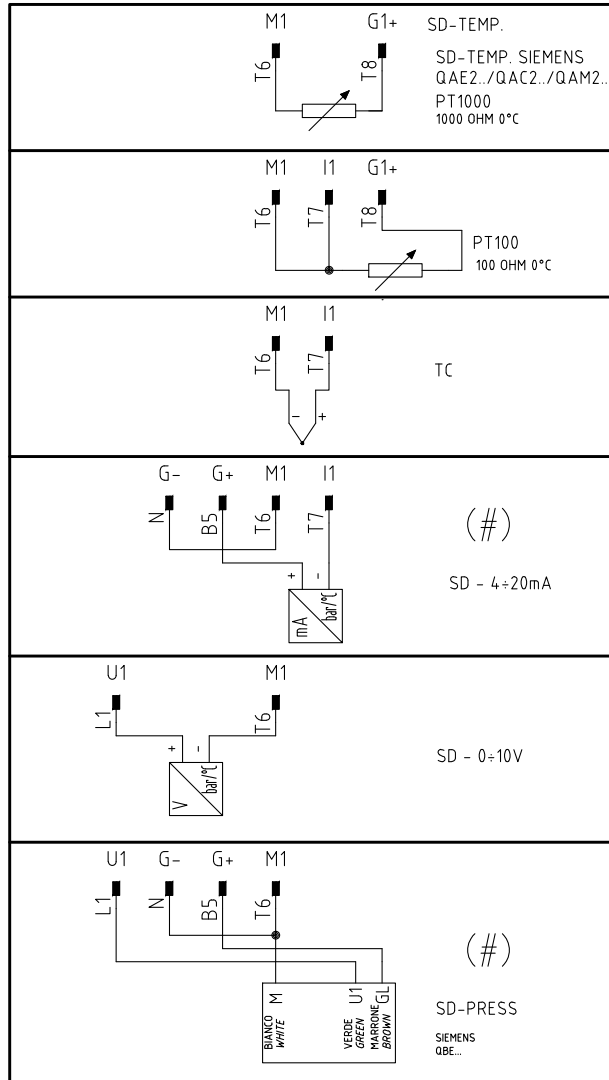 M1 G1+ SD-TEMP.
T6 T8
SD-TEMP. SIEMENS
QAE2../QAC2../QAM2..
PT1000
1000 OHM 0°C
M1 I1 G1+
T6 T7 T8
PT100
100 OHM 0°C
M1 I1
T6 T7
TC
- +
G- G+ M1 I1
N B5 T6 T7
(#)
+ -
mA bar/°C
SD - 4÷20mA
U1 M1
L1 T6
+ -
V bar/°C
SD - 0÷10V
U1 G- G+ M1
L1 N B5 T6
(#)
M U1 GL
BIANCO
WHITE
VERDE
GREEN
MARRONE
BROWN
SD-PRESS
SIEMENS
QBE...